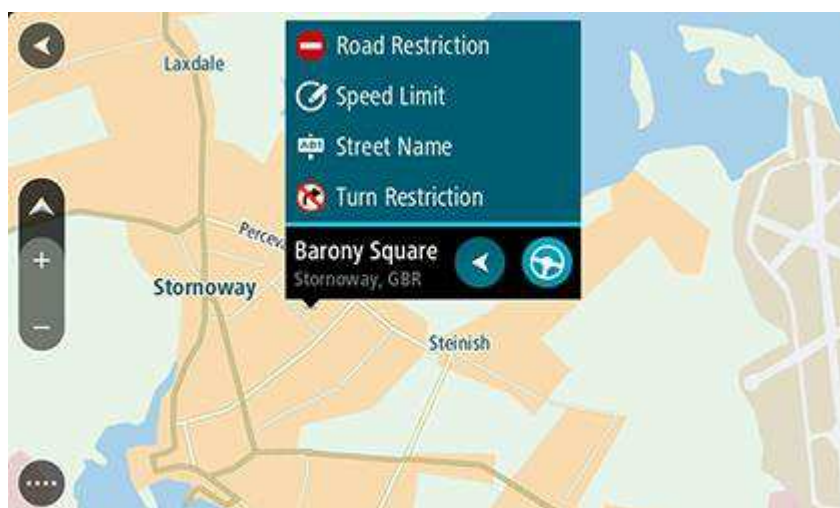 Road Restriction
Laxdale
Speed Limit
Street Name
Turn Restriction
Barony Square
Stornoway, GBR
Stornoway
Steinish